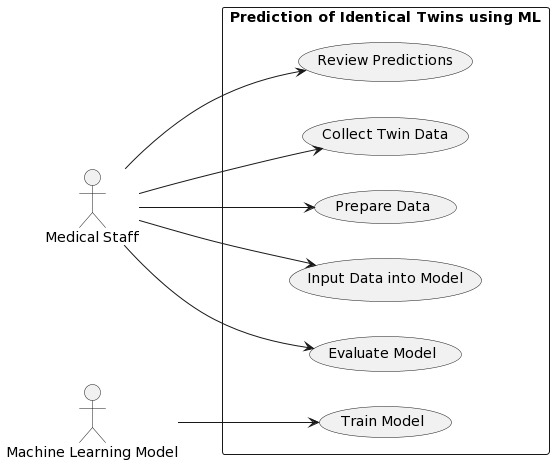 Prediction of Identical Twins using ML
Review Predictions
Collect Twin Data
Prepare Data
Medical Staff
Input Data into Model
Evaluate Model
Train Model
Machine Learning Model